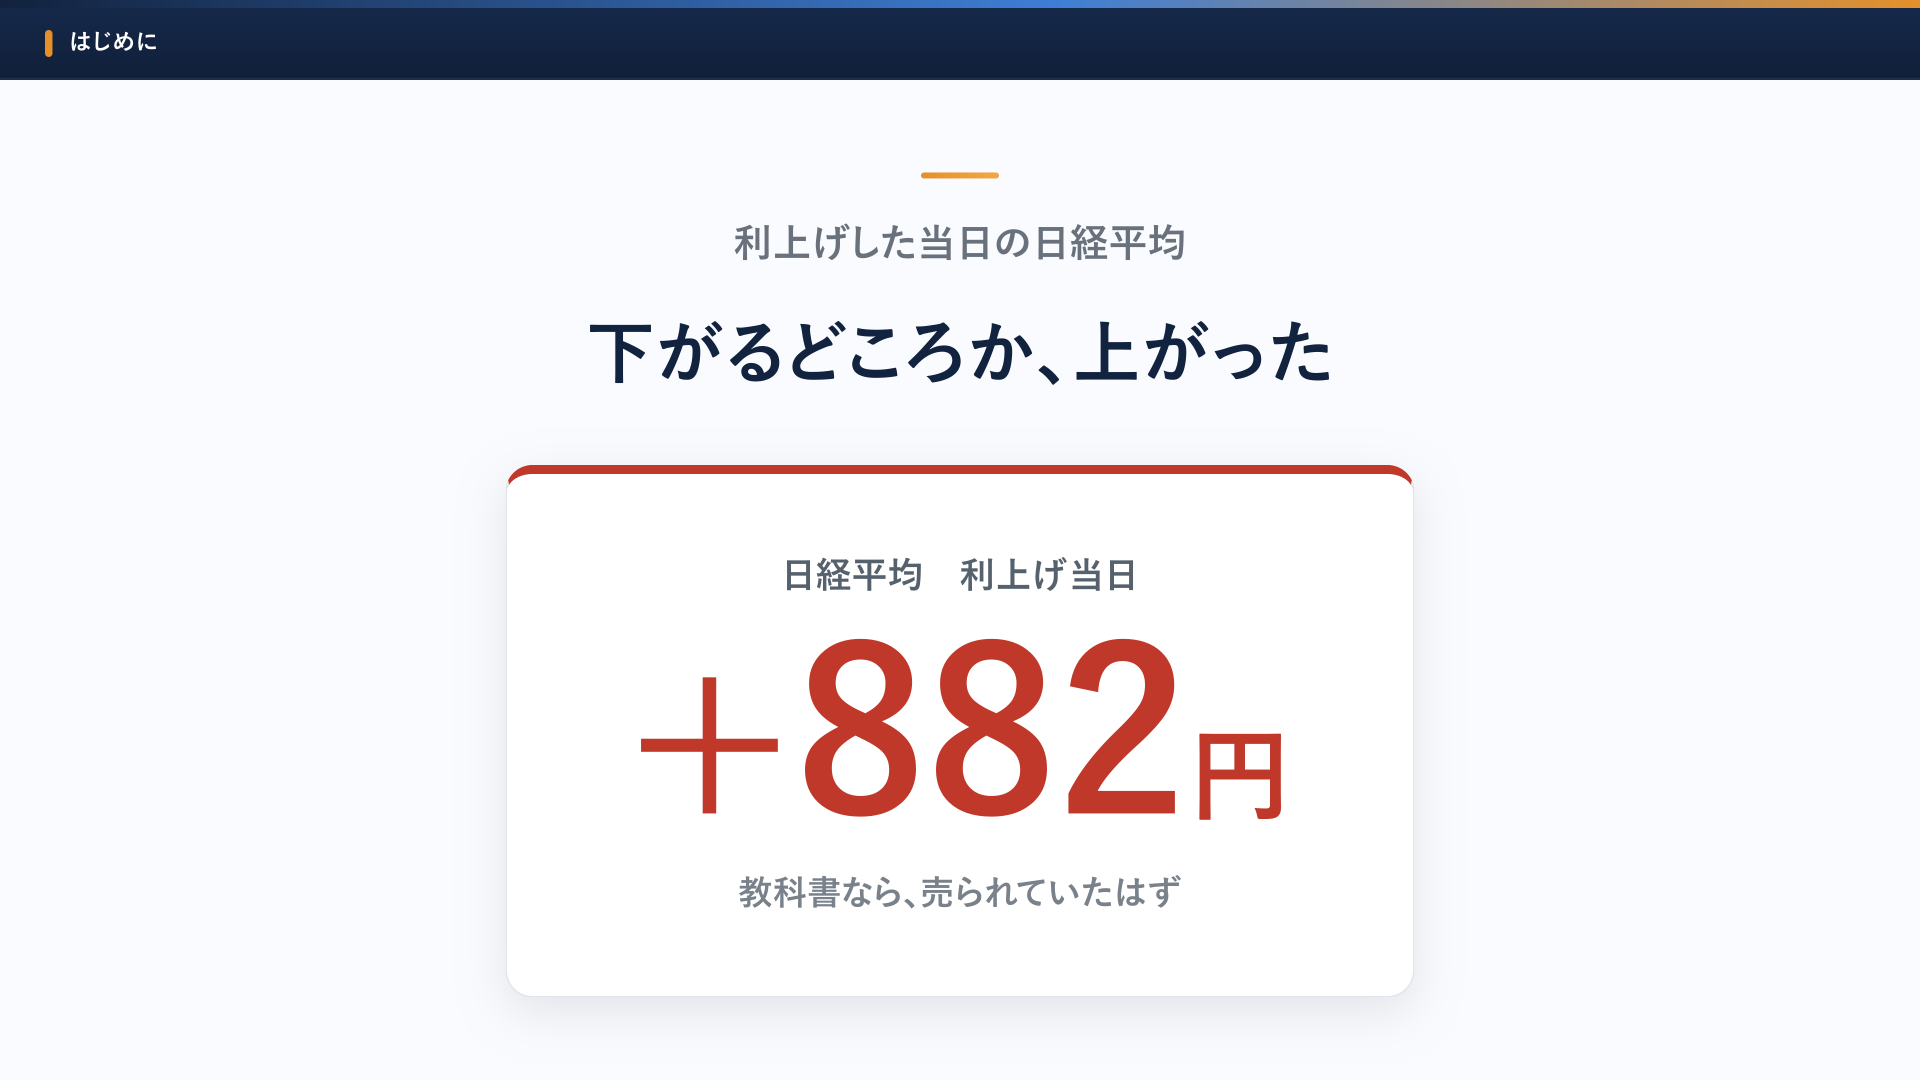 はじめに
利上げした当日の日経平均
下がるどころか、上がった
日経平均　利上げ当日
＋882円
教科書なら、売られていたはず